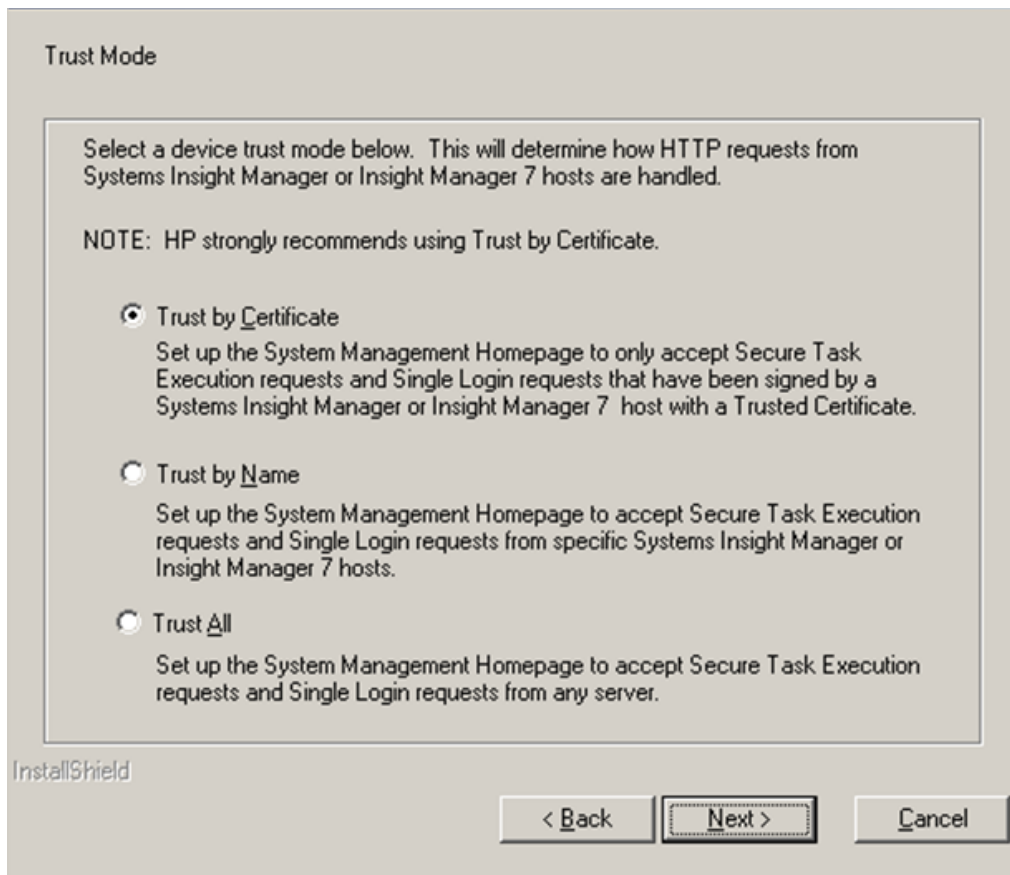 Trust Mode
Select a device trust mode below.  This will determine how HTTP requests from
Systems Insight Manager or Insight Manager 7 hosts are handled.
NOTE:  HP strongly recommends using Trust by Certificate.
Trust by Certificate
Set up the System Management Homepage to only accept Secure Task
Execution requests and Single Login requests that have been signed by a
Systems Insight Manager or Insight Manager 7  host with a Trusted Certificate.
Trust by Name
Set up the System Management Homepage to accept Secure Task Execution
requests and Single Login requests from specific Systems Insight Manager or
Insight Manager 7 hosts.
Trust All
Set up the System Management Homepage to accept Secure Task Execution
requests and Single Login requests from any server.
InstallShield
< Back
Next >
Cancel